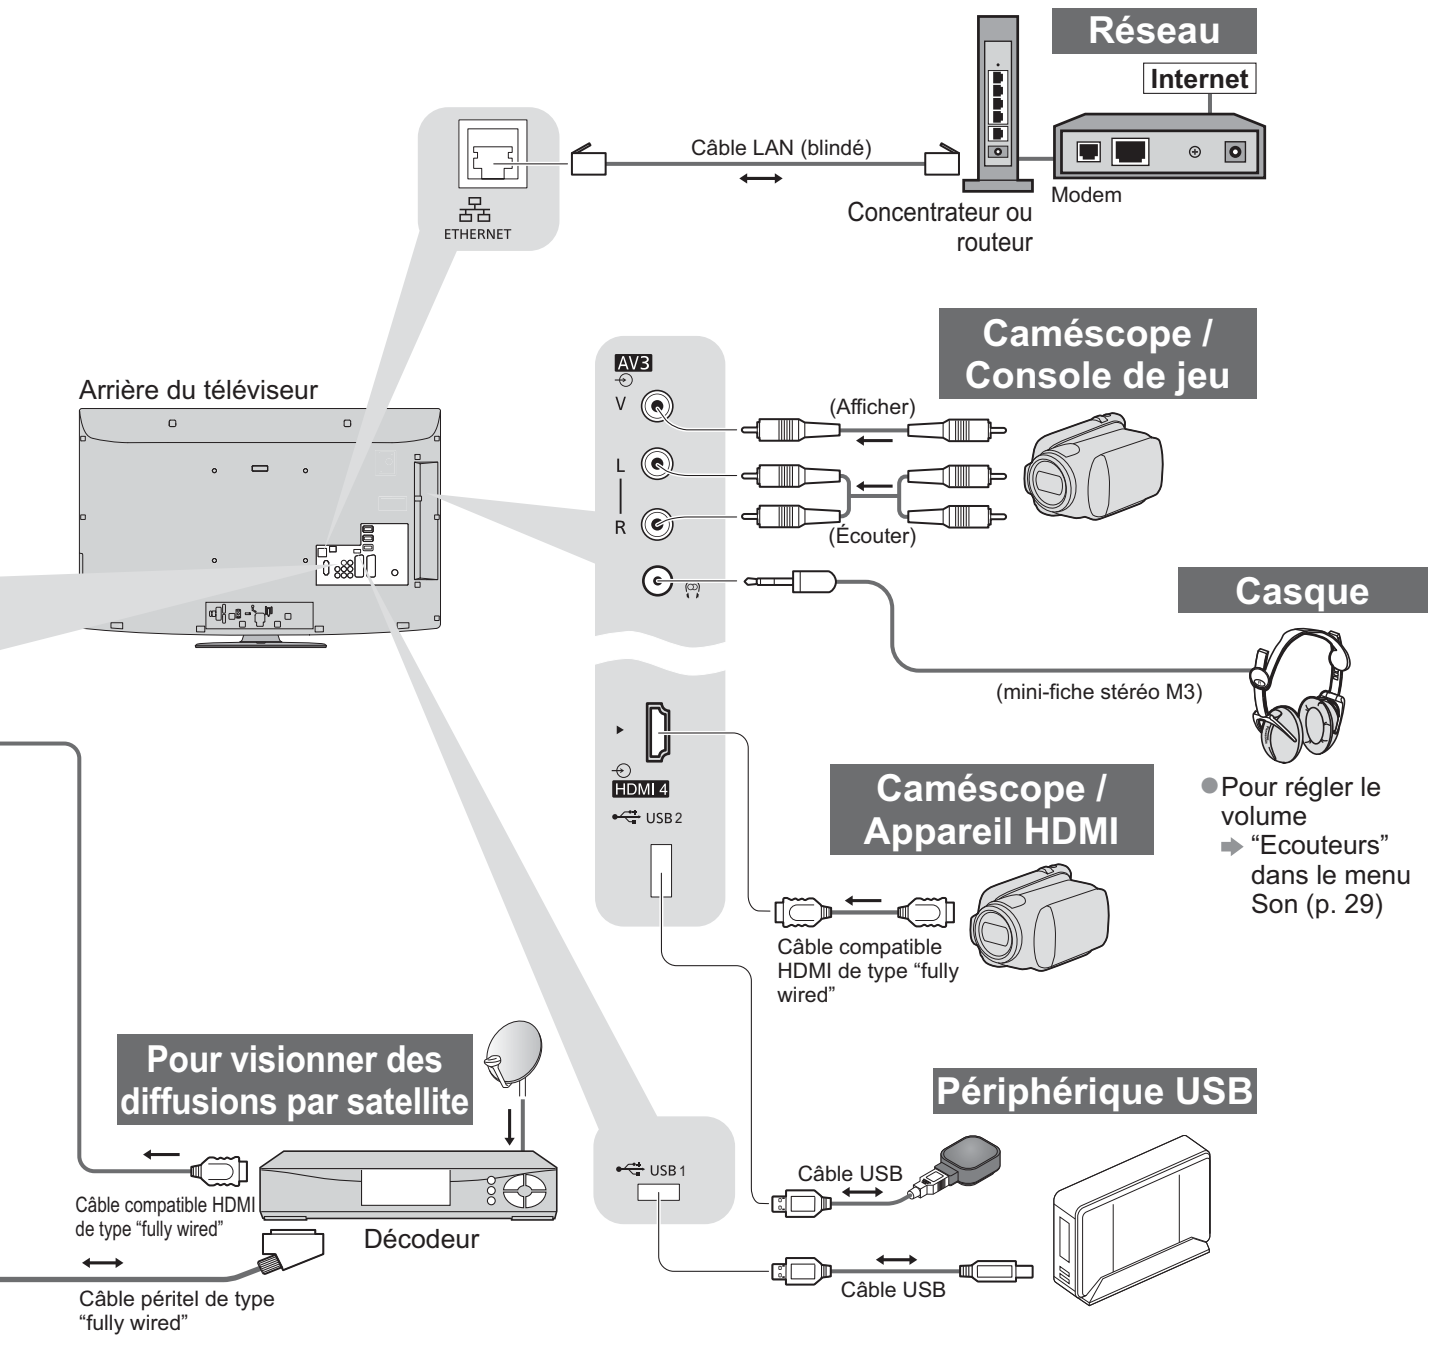 Réseau
Internet
Câble LAN (blindé)
Modem
Concentrateur ou
routeur
ETHERNET
Caméscope /
Console de jeu
AV3
V
(Afficher)
L
R
(Écouter)
Arrière du téléviseur
Casque
(mini-fiche stéréo M3)
Pour régler le
volume
“Ecouteurs”
dans le menu
Son (p. 29)
HDMI 4
USB 2
Caméscope /
Appareil HDMI
Câble compatible
HDMI de type “fully
wired”
Pour visionner des
diffusions par satellite
Câble compatible HDMI
de type “fully wired”
Décodeur
Câble péritel de type
“fully wired”
Périphérique USB
USB 1
Câble USB
Câble USB